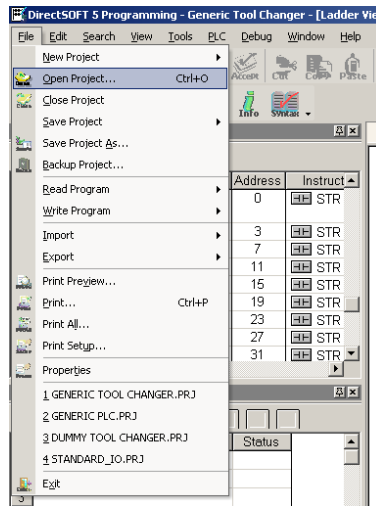 DirectSOFT 5 Programming - Generic Tool Changer - [Ladder Vie
File Edit Search View Tools PLC Debug Window Help
New Project
Open Project... Ctrl+O
Close Project
Save Project
Save Project As...
Backup Project...
Read Program
Write Program
Import
Export
Print Preview...
Print... Ctrl+P
Print All...
Print Setup...
Properties
1 GENERIC TOOL CHANGER.PRJ
2 GENERIC PLC.PRJ
3 DUMMY TOOL CHANGER.PRJ
4 STANDARD_IO.PRJ
Exit
Accept Cut Copy Paste
Info Syntax
Address Instruct
0 STR
3 STR
7 STR
11 STR
15 STR
19 STR
23 STR
27 STR
31 STR
Status
3